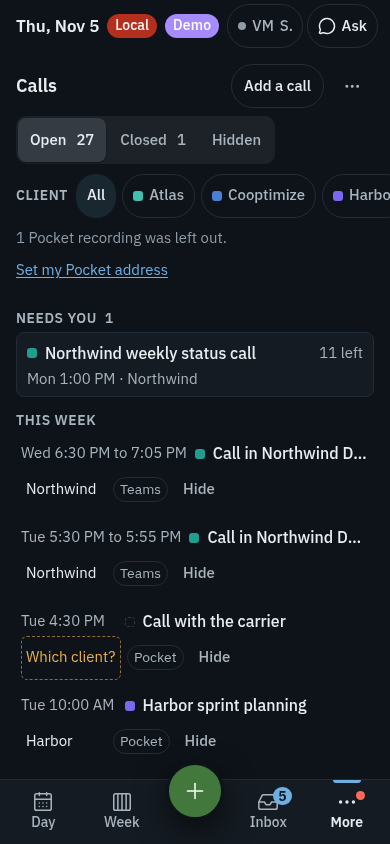 Thu, Nov 5 Local Demo VM S. Ask
Calls Add a call ...
Open 27 Closed 1 Hidden
CLIENT All Atlas Cooptimize Harbo
1 Pocket recording was left out.
Set my Pocket address
NEEDS YOU 1
Northwind weekly status call 11 left
Mon 1:00 PM · Northwind
THIS WEEK
Wed 6:30 PM to 7:05 PM Call in Northwind D...
Northwind Teams Hide
Tue 5:30 PM to 5:55 PM Call in Northwind D...
Northwind Teams Hide
Tue 4:30 PM Call with the carrier
Which client? Pocket Hide
Tue 10:00 AM Harbor sprint planning
Harbor Pocket Hide
5
Day Week Inbox More